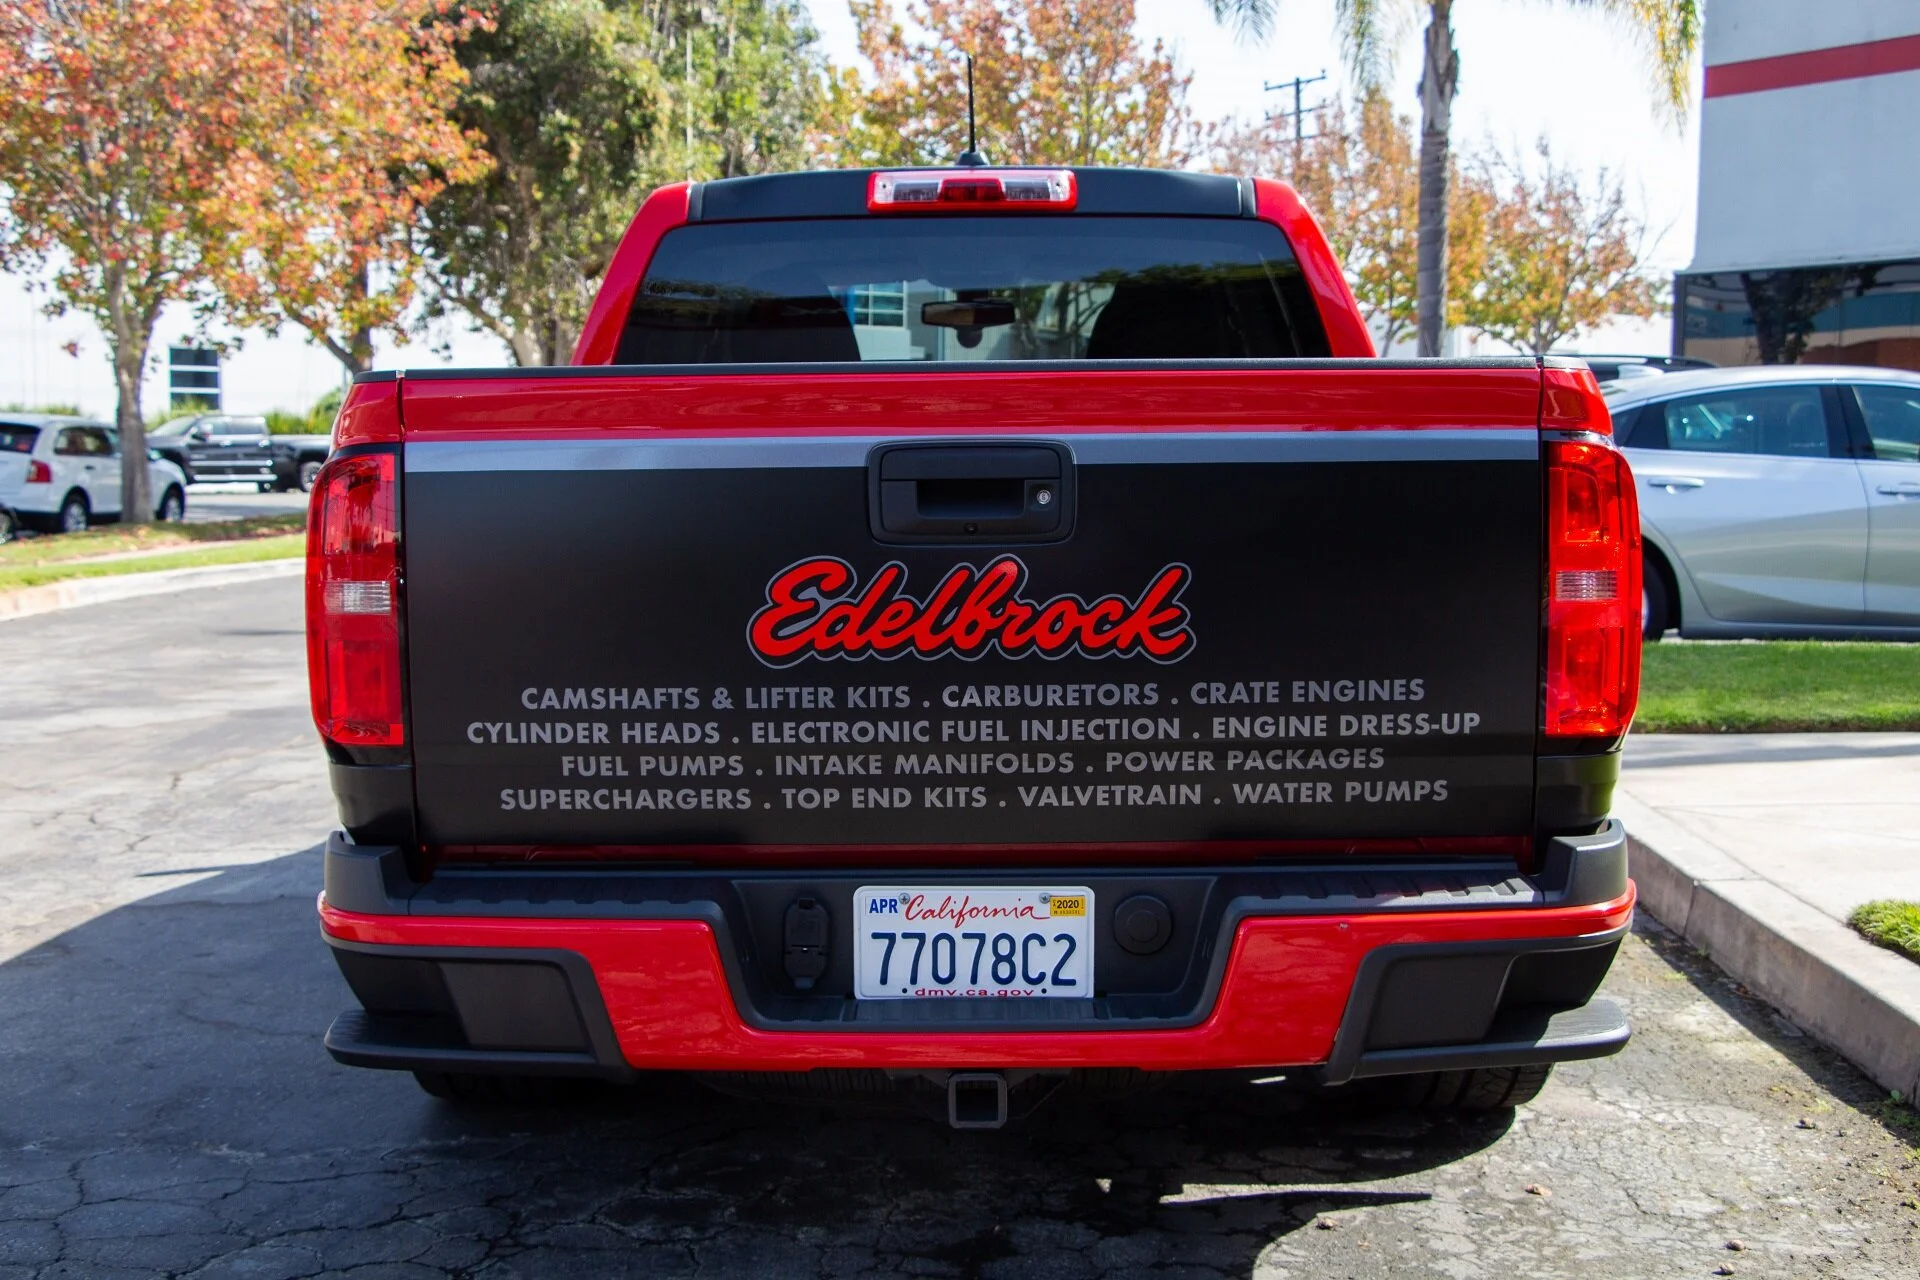 Edelbrock
CAMSHAFTS & LIFTER KITS . CARBURETORS . CRATE ENGINES
CYLINDER HEADS . ELECTRONIC FUEL INJECTION . ENGINE DRESS-UP
FUEL PUMPS . INTAKE MANIFOLDS . POWER PACKAGES
SUPERCHARGERS . TOP END KITS . VALVETRAIN . WATER PUMPS
APR California 2020
77078C2
dmv.ca.gov